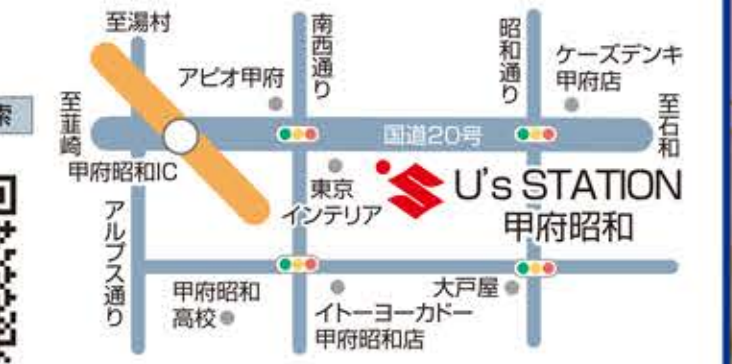 至湯村
南西通り
昭和通り
ケーズデンキ
甲府店
アピオ甲府
索
至韮崎
国道20号
至石和
甲府昭和IC
東京
インテリア
U's STATION
甲府昭和
アルプス通り
甲府昭和
高校
イトーヨーカドー
甲府昭和店
大戸屋